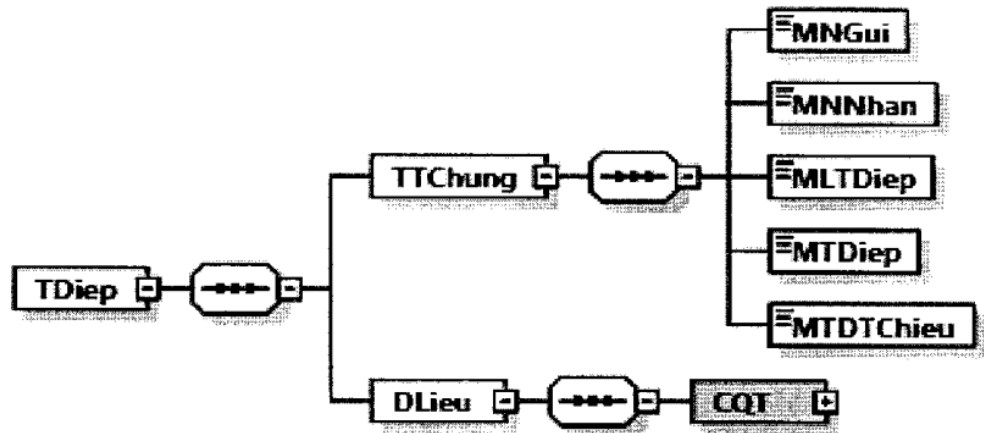 MNGui
MNNhan
TTChung
MLTDiep
MTDiep
TDiep
MTDTChieu
DLieu
CQT